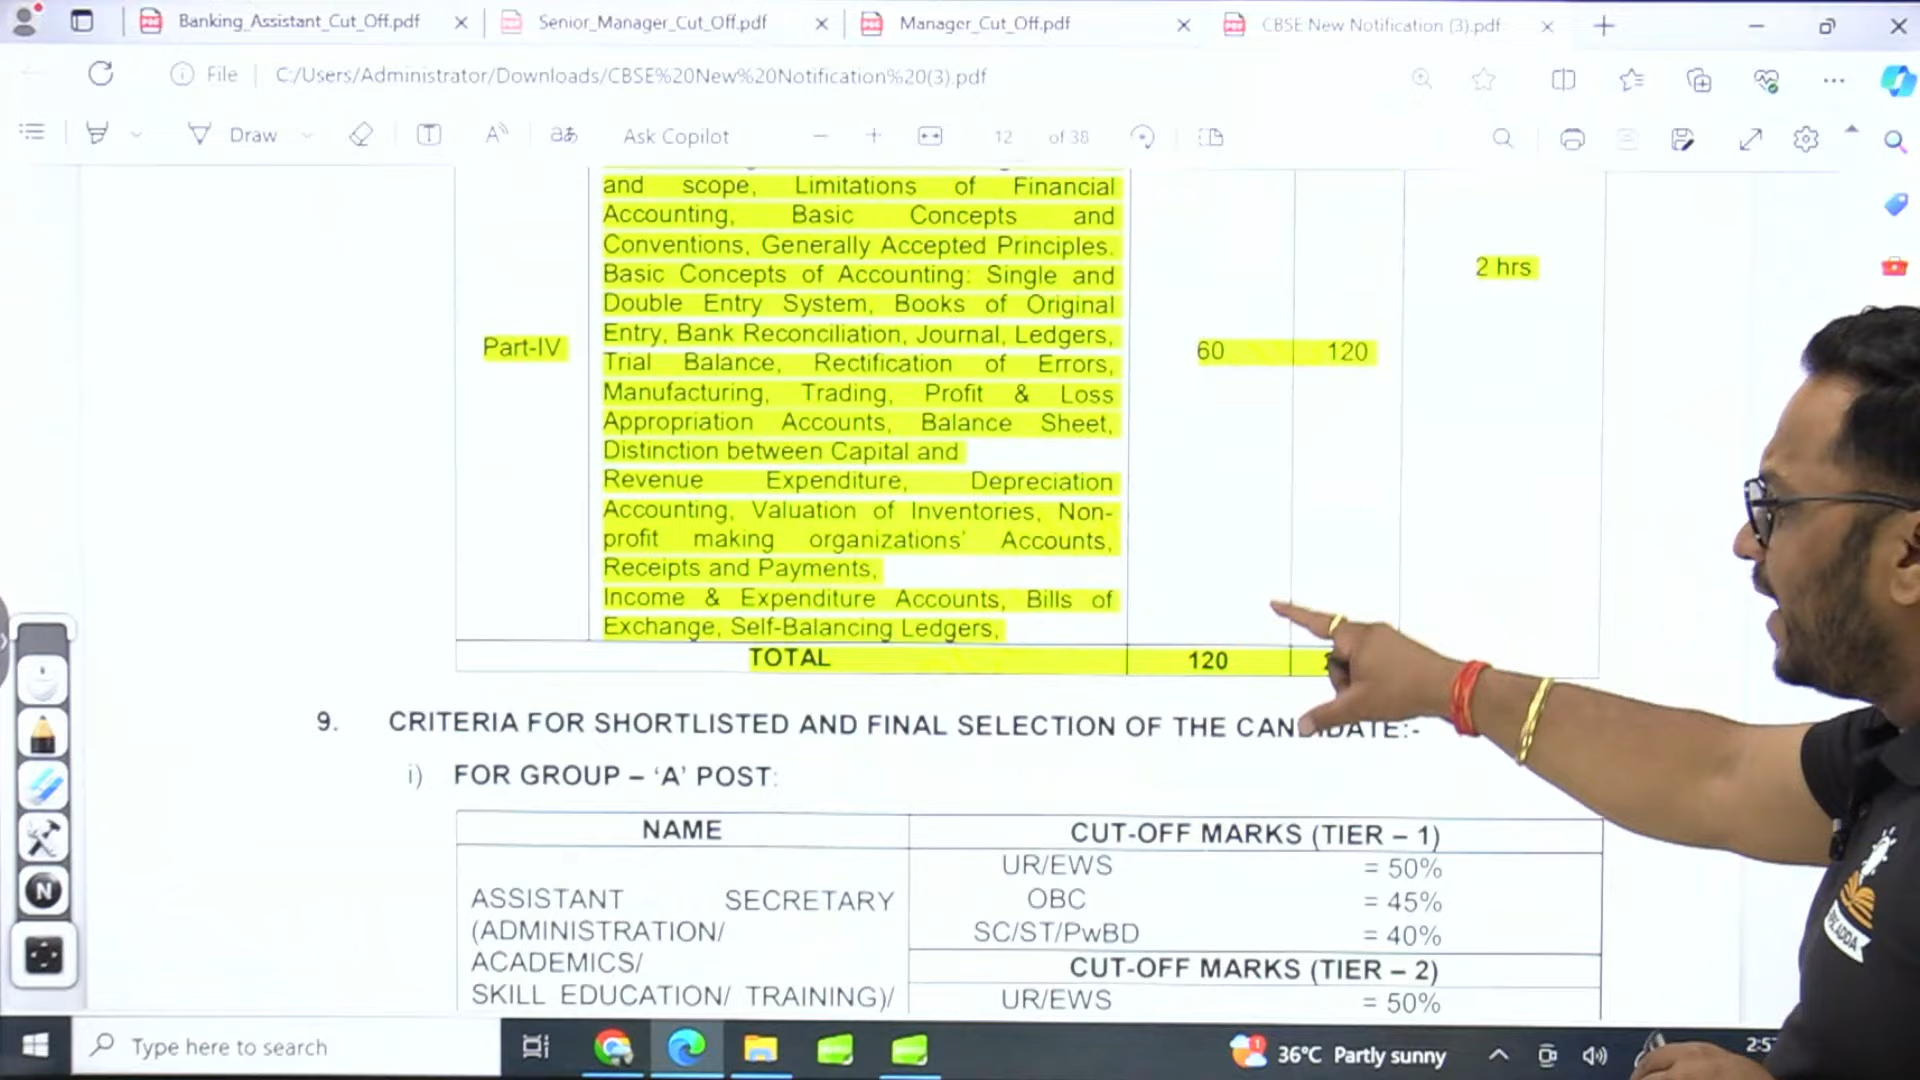 Banking_Assistant_Cut_Off.pdf
Senior_Manager_Cut_Off.pdf
Manager_Cut_Off.pdf
CBSE New Notification (3).pdf
File
C:/Users/Administrator/Downloads/CBSE%20New%20Notification%20(3).pdf
Draw
Ask Copilot
12 of 38
and scope, Limitations of Financial
Accounting, Basic Concepts and
Conventions, Generally Accepted Principles.
Basic Concepts of Accounting: Single and
Double Entry System, Books of Original
Entry, Bank Reconciliation, Journal, Ledgers,
Trial Balance, Rectification of Errors,
Manufacturing, Trading, Profit & Loss
Appropriation Accounts, Balance Sheet,
Distinction between Capital and
Revenue Expenditure, Depreciation
Accounting, Valuation of Inventories, Non-
profit making organizations' Accounts,
Receipts and Payments,
Income & Expenditure Accounts, Bills of
Exchange, Self-Balancing Ledgers,
Part-IV
60
120
2 hrs
TOTAL 120
9. CRITERIA FOR SHORTLISTED AND FINAL SELECTION OF THE CANDIDATE:-
i) FOR GROUP – ‘A’ POST:
NAME
CUT-OFF MARKS (TIER – 1)
ASSISTANT SECRETARY
(ADMINISTRATION/
ACADEMICS/
SKILL EDUCATION/ TRAINING)/
UR/EWS = 50%
OBC = 45%
SC/ST/PwBD = 40%
CUT-OFF MARKS (TIER – 2)
UR/EWS = 50%
N
Type here to search
36°C Partly sunny